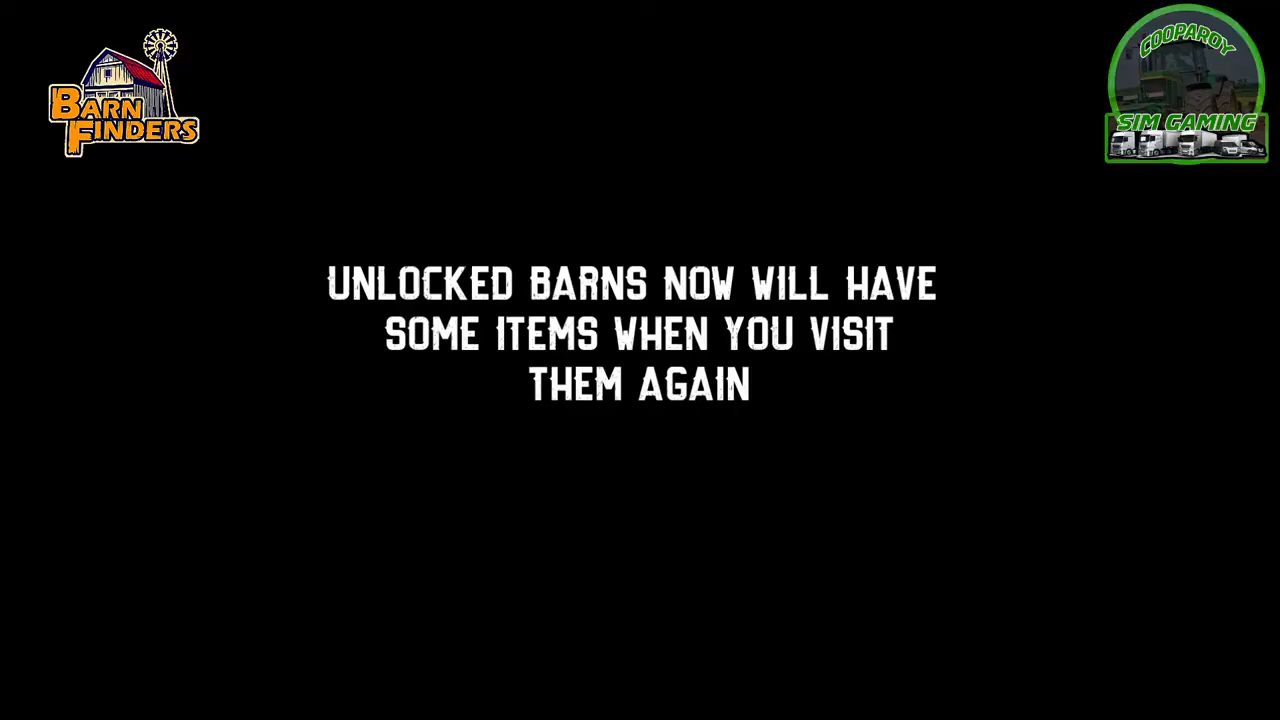 BARN
FINDERS
COOPAROY
SIM GAMING
UNLOCKED BARNS NOW WILL HAVE
SOME ITEMS WHEN YOU VISIT
THEM AGAIN